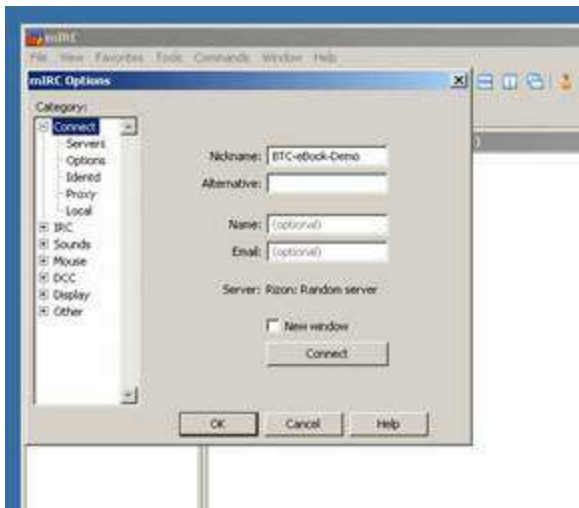 mIRC
File View Favorites Tools Commands Window Help
mIRC Options
Category:
Connect
Servers
Options
Identd
Proxy
Local
IRC
Sounds
Mouse
DCC
Display
Other
Nickname: BTC-eBook-Demo
Alternative:
Name: (optional)
Email: (optional)
Server: Rizon: Random server
New window
Connect
OK Cancel Help